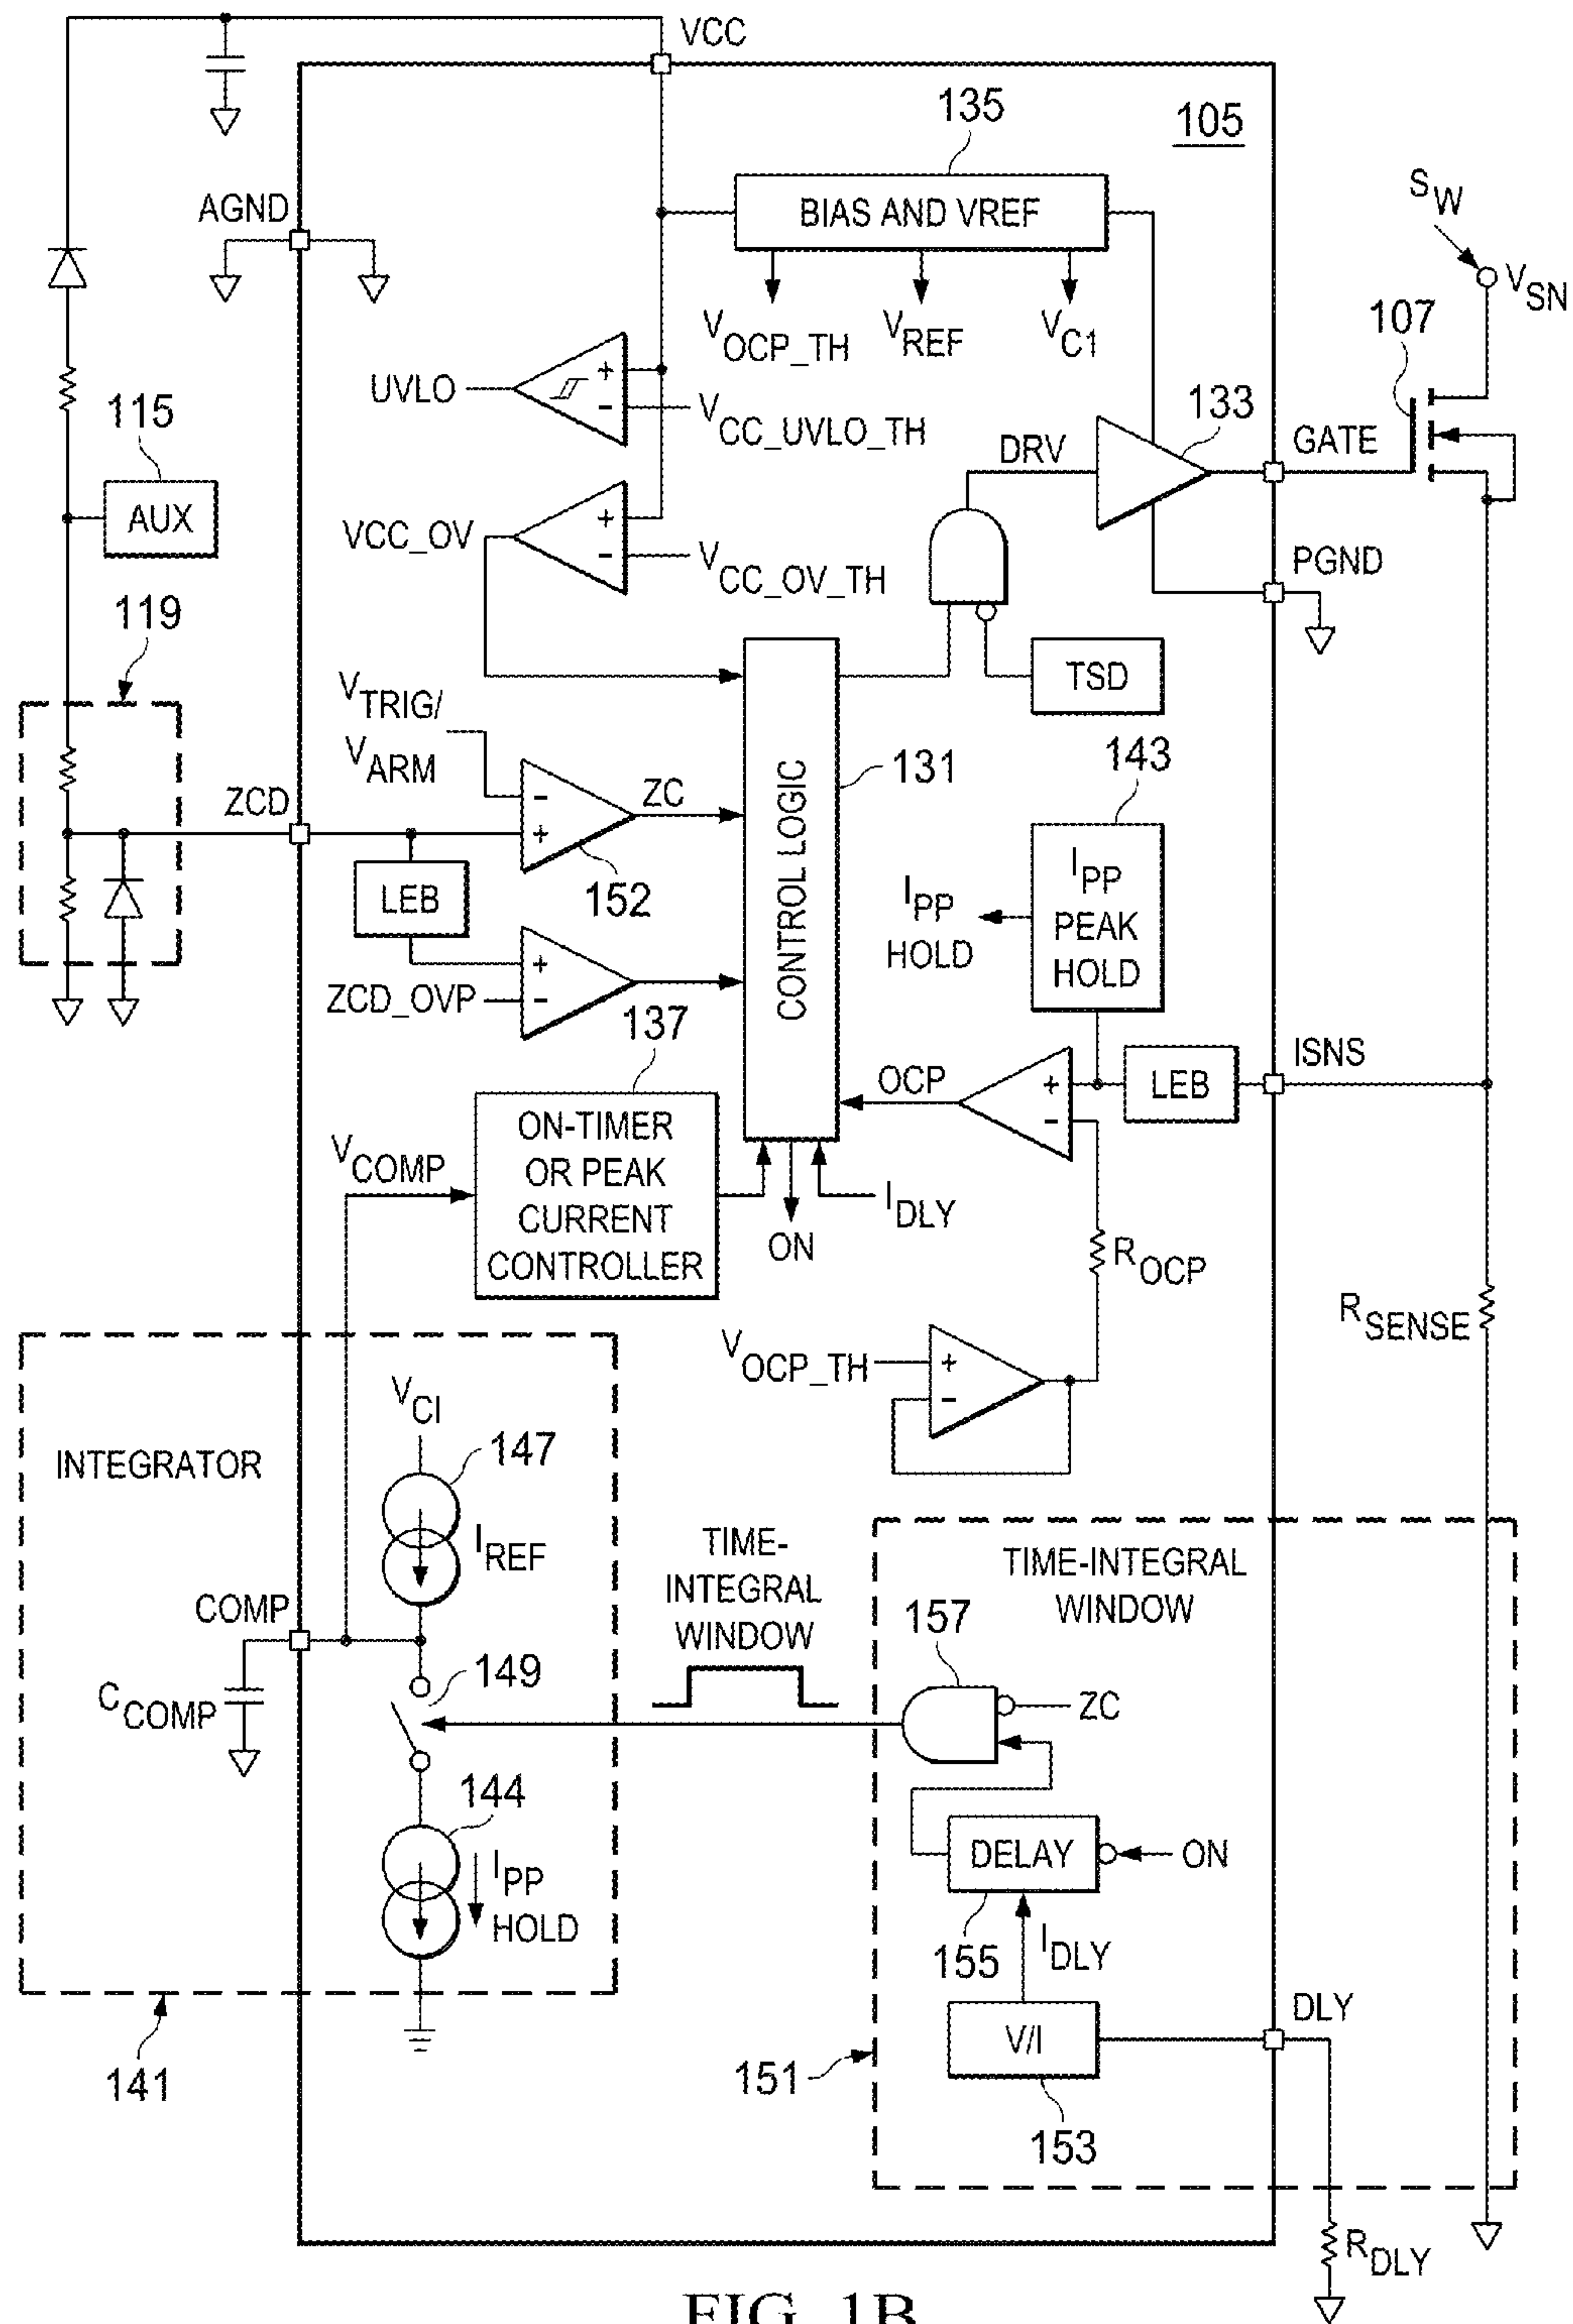 VCC
135
105
AGND
BIAS AND VREF
SW
VSN
VOCP_TH
VREF
VC1
107
UVLO
VCC_UVLO_TH
115
AUX
133
DRV
GATE
VCC_OV
VCC_OV_TH
PGND
119
TSD
VTRIG/
VARM
131
143
ZCD
ZC
CONTROL LOGIC
LEB
152
IPP
HOLD
IPP
PEAK
HOLD
ZCD_OVP
137
ISNS
OCP
LEB
ON-TIMER
OR PEAK
CURRENT
CONTROLLER
VCOMP
IDLY
ON
ROCP
RSENSE
VOCP_TH
VCI
INTEGRATOR
147
IREF
TIME-
INTEGRAL
WINDOW
TIME-INTEGRAL
WINDOW
COMP
157
149
ZC
CCOMP
144
IPP
HOLD
DELAY
ON
155
IDLY
DLY
V/I
141
151
153
RDLY
FIG. 1B